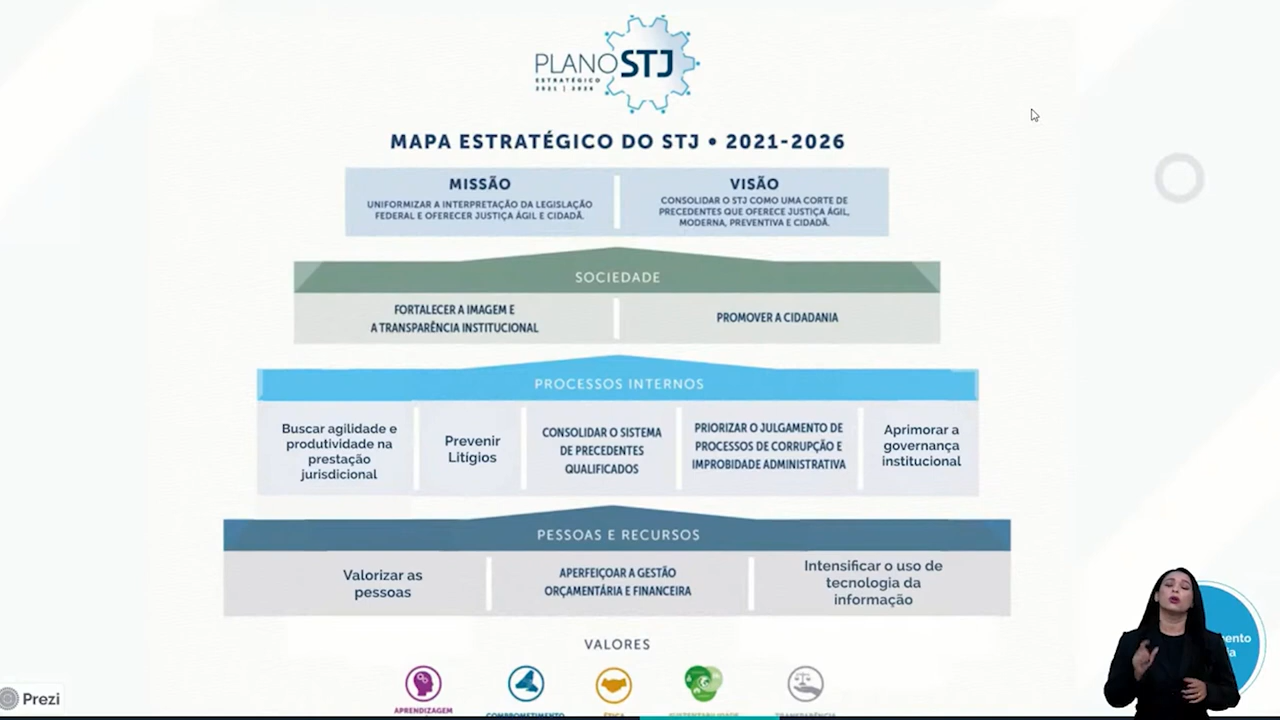 PLANO STJ
ESTRATÉGICO
2021 | 2026
MAPA ESTRATÉGICO DO STJ • 2021-2026
MISSÃO
UNIFORMIZAR A INTERPRETAÇÃO DA LEGISLAÇÃO
FEDERAL E OFERECER JUSTIÇA ÁGIL E CIDADÃ.
VISÃO
CONSOLIDAR O STJ COMO UMA CORTE DE
PRECEDENTES QUE OFERECE JUSTIÇA ÁGIL,
MODERNA, PREVENTIVA E CIDADÃ.
SOCIEDADE
FORTALECER A IMAGEM E
A TRANSPARÊNCIA INSTITUCIONAL
PROMOVER A CIDADANIA
PROCESSOS INTERNOS
Buscar agilidade e
produtividade na
prestação
jurisdicional
Prevenir
Litígios
CONSOLIDAR O SISTEMA
DE PRECEDENTES
QUALIFICADOS
PRIORIZAR O JULGAMENTO DE
PROCESSOS DE CORRUPÇÃO E
IMPROBIDADE ADMINISTRATIVA
Aprimorar a
governança
institucional
PESSOAS E RECURSOS
Valorizar as
pessoas
APERFEIÇOAR A GESTÃO
ORÇAMENTÁRIA E FINANCEIRA
Intensificar o uso de
tecnologia da
informação
VALORES
APRENDIZAGEM
COMPROMETIMENTO
ÉTICA
SUSTENTABILIDADE
TRANSPARÊNCIA
Prezi